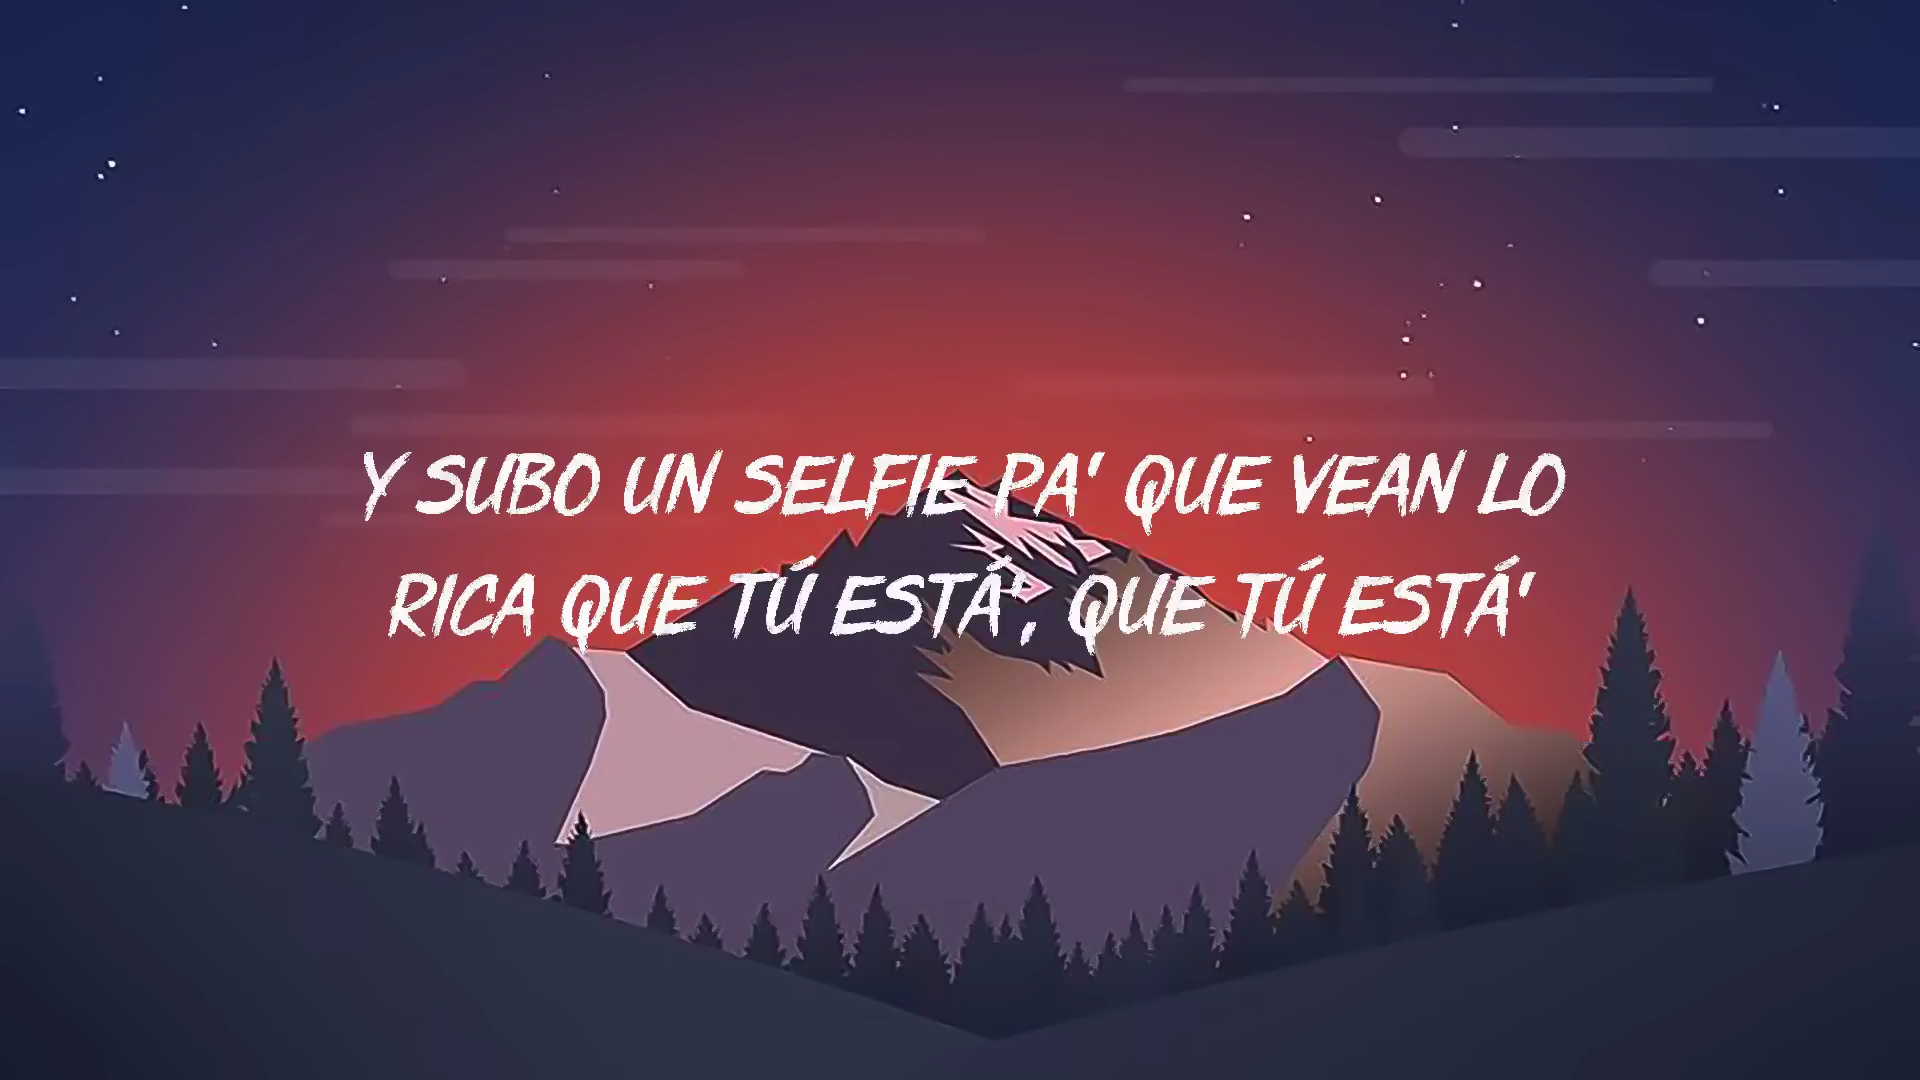 Y SUBO UN SELFIE PA' QUE VEAN LO
RICA QUE TÚ ESTÁ', QUE TÚ ESTÁ'